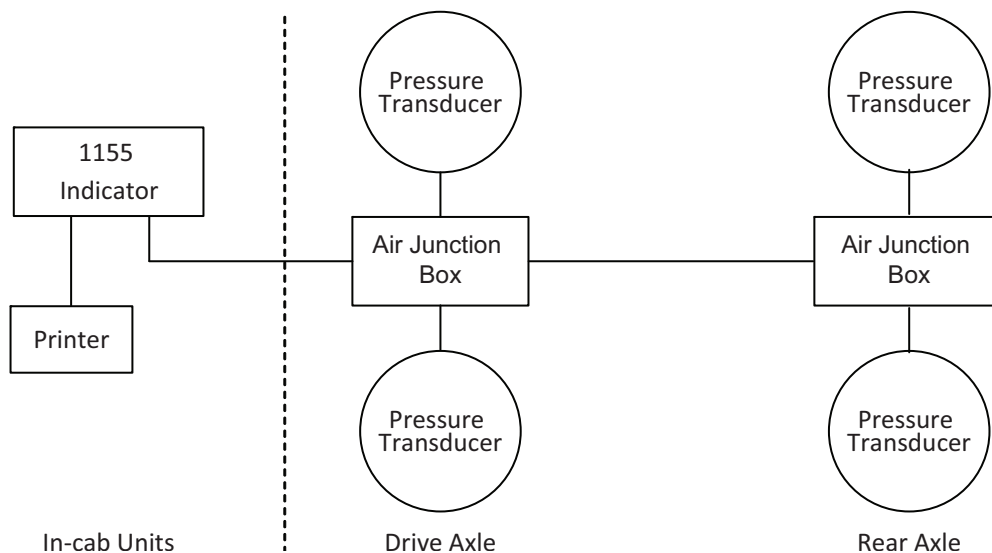 1155
Indicator
Printer
In-cab Units
Pressure
Transducer
Air Junction
Box
Pressure
Transducer
Drive Axle
Pressure
Transducer
Air Junction
Box
Pressure
Transducer
Rear Axle